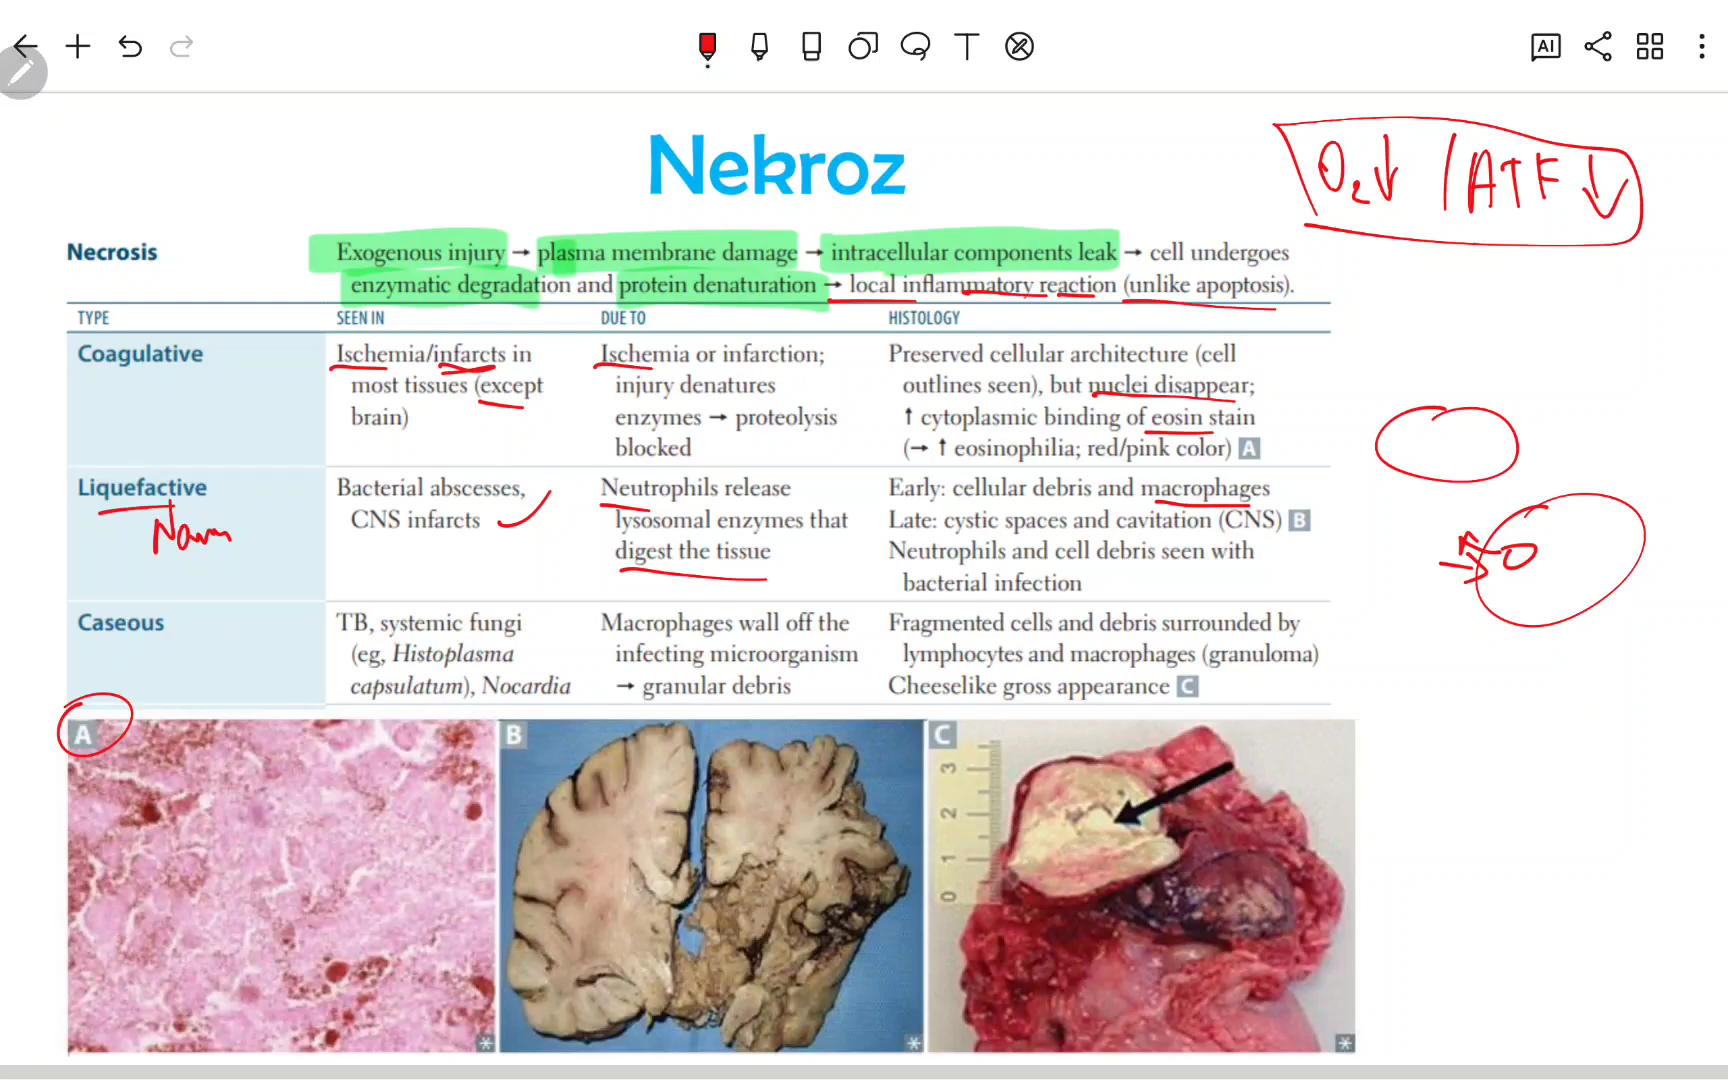 AI
Nekroz
O₂↓ / ATF ↓
Necrosis
Exogenous injury → plasma membrane damage → intracellular components leak → cell undergoes
enzymatic degradation and protein denaturation → local inflammatory reaction (unlike apoptosis).
TYPE SEEN IN DUE TO HISTOLOGY
Coagulative
Ischemia/infarcts in
most tissues (except
brain)
Ischemia or infarction;
injury denatures
enzymes → proteolysis
blocked
Preserved cellular architecture (cell
outlines seen), but nuclei disappear;
↑ cytoplasmic binding of eosin stain
(→ ↑ eosinophilia; red/pink color) A
Liquefactive
Bacterial abscesses,
CNS infarcts
Neutrophils release
lysosomal enzymes that
digest the tissue
Early: cellular debris and macrophages
Late: cystic spaces and cavitation (CNS) B
Neutrophils and cell debris seen with
bacterial infection
Caseous
TB, systemic fungi
(eg, Histoplasma
capsulatum), Nocardia
Macrophages wall off the
infecting microorganism
→ granular debris
Fragmented cells and debris surrounded by
lymphocytes and macrophages (granuloma)
Cheeselike gross appearance C
A
B
C
3
2
1
0